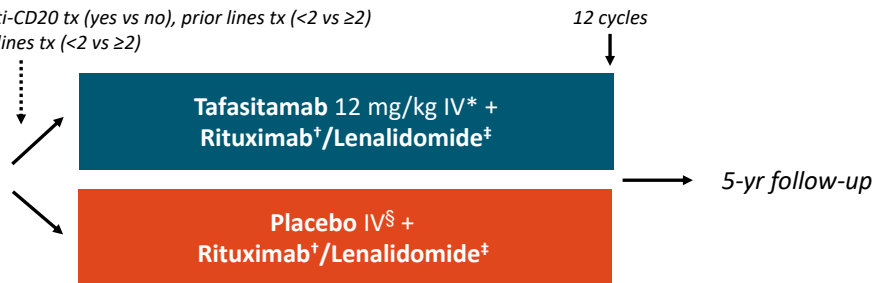 ti-CD20 tx (yes vs no), prior lines tx (<2 vs ≥2)
lines tx (<2 vs ≥2)
12 cycles
Tafasitamab 12 mg/kg IV* +
Rituximab†/Lenalidomide‡
5-yr follow-up
Placebo IV§ +
Rituximab†/Lenalidomide‡